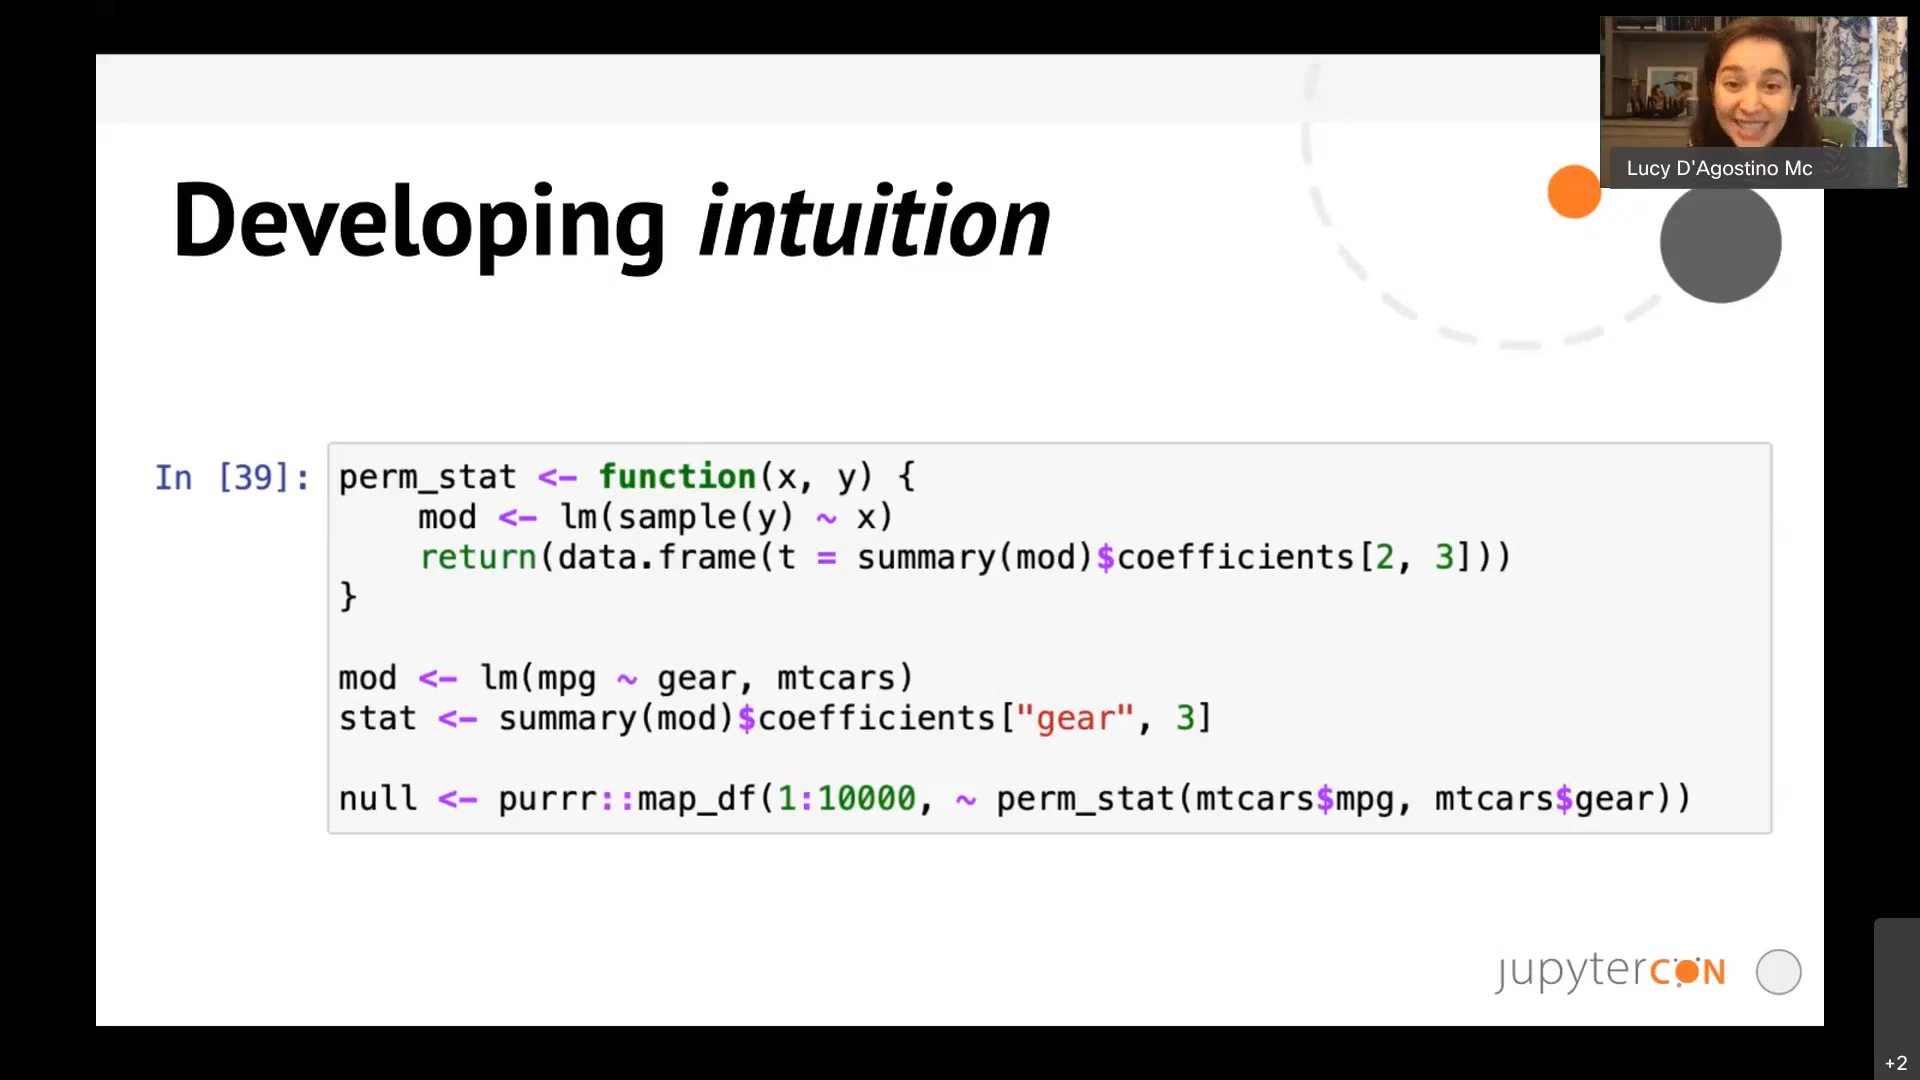 Lucy D'Agostino Mc
Developing intuition
In [39]:
perm_stat <- function(x, y) {
    mod <- lm(sample(y) ~ x)
    return(data.frame(t = summary(mod)$coefficients[2, 3]))
}
mod <- lm(mpg ~ gear, mtcars)
stat <- summary(mod)$coefficients["gear", 3]
null <- purrr::map_df(1:10000, ~ perm_stat(mtcars$mpg, mtcars$gear))
jupyterCON
+2